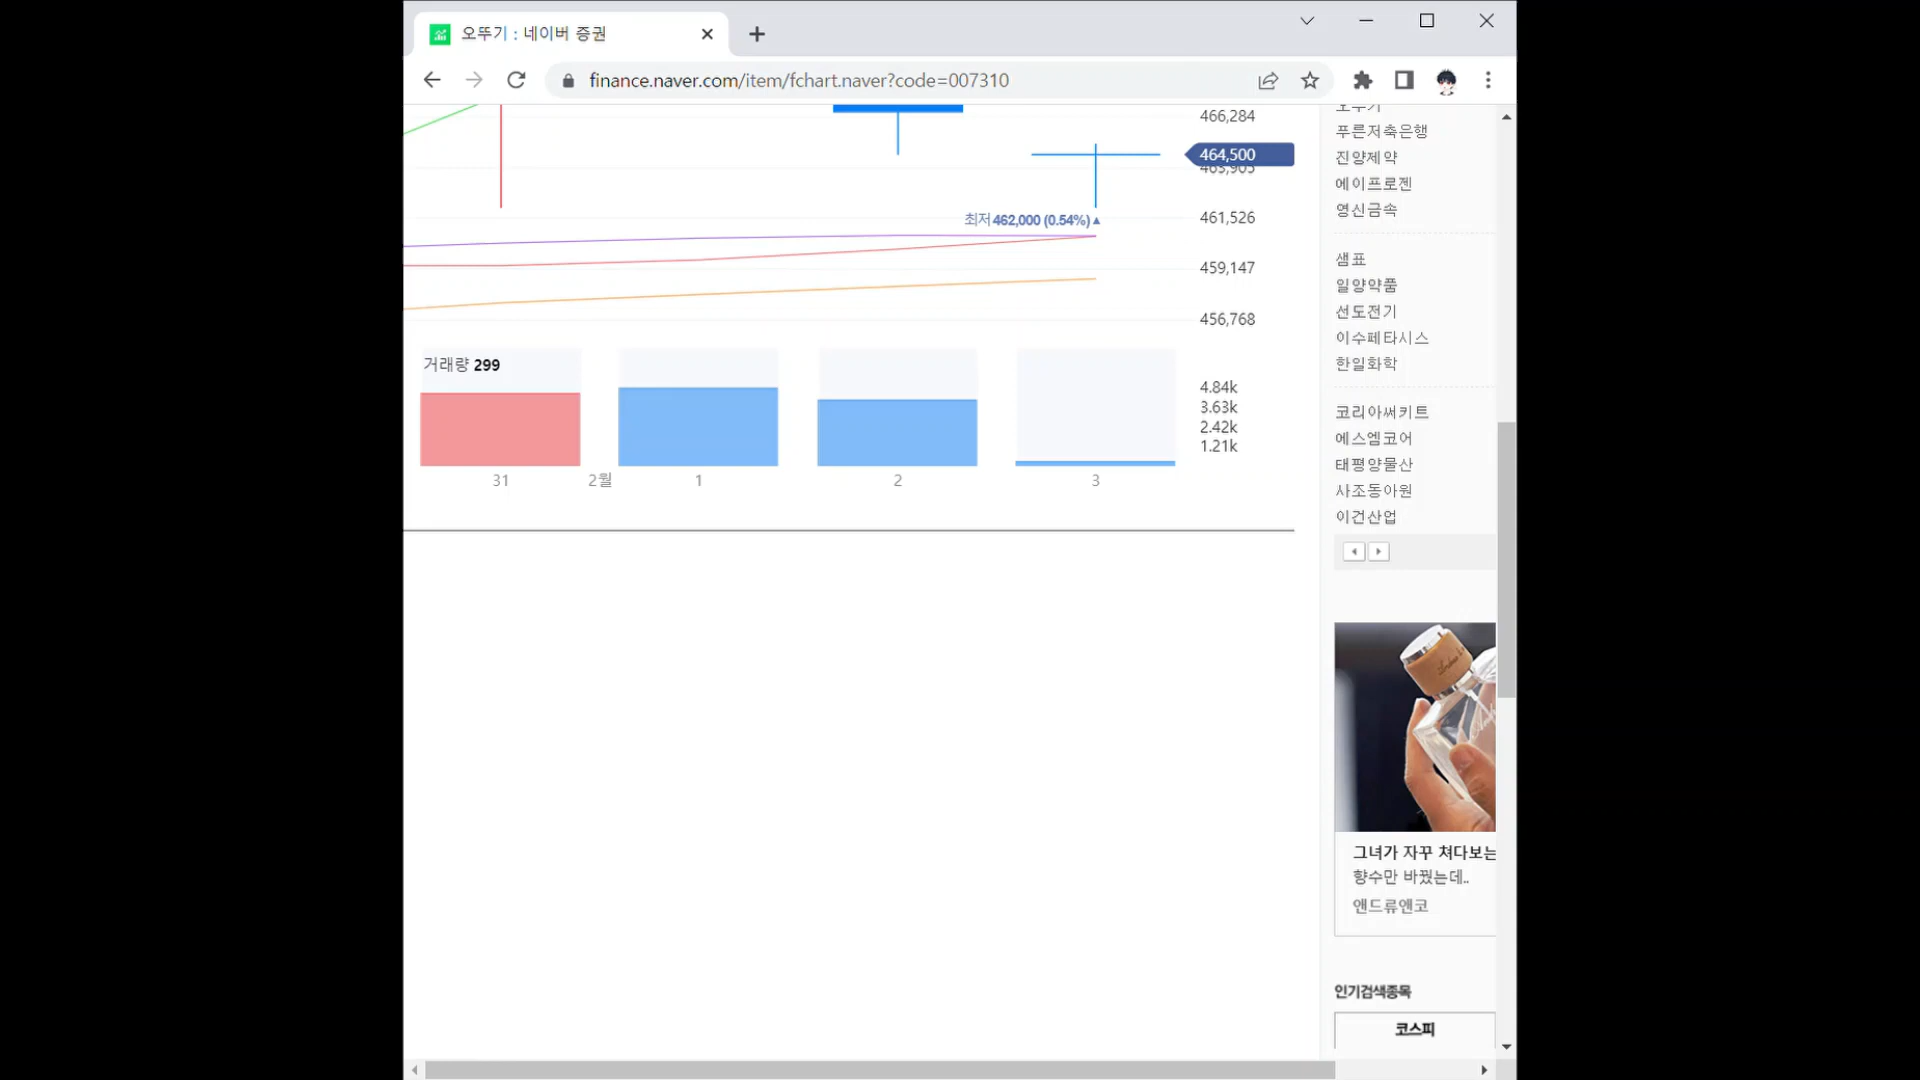 오뚜기 : 네이버 증권
finance.naver.com/item/fchart.naver?code=007310
466,284
464,500
463,905
최저 462,000 (0.54%)▲
461,526
459,147
456,768
거래량 299
4.84k
3.63k
2.42k
1.21k
31
2월
1
2
3
오뚜기
푸른저축은행
진양제약
에이프로젠
영신금속
샘표
일양약품
선도전기
이수페타시스
한일화학
코리아써키트
에스엠코어
태평양물산
사조동아원
이건산업
그녀가 자꾸 쳐다보는
향수만 바꿨는데..
앤드류앤코
인기검색종목
코스피